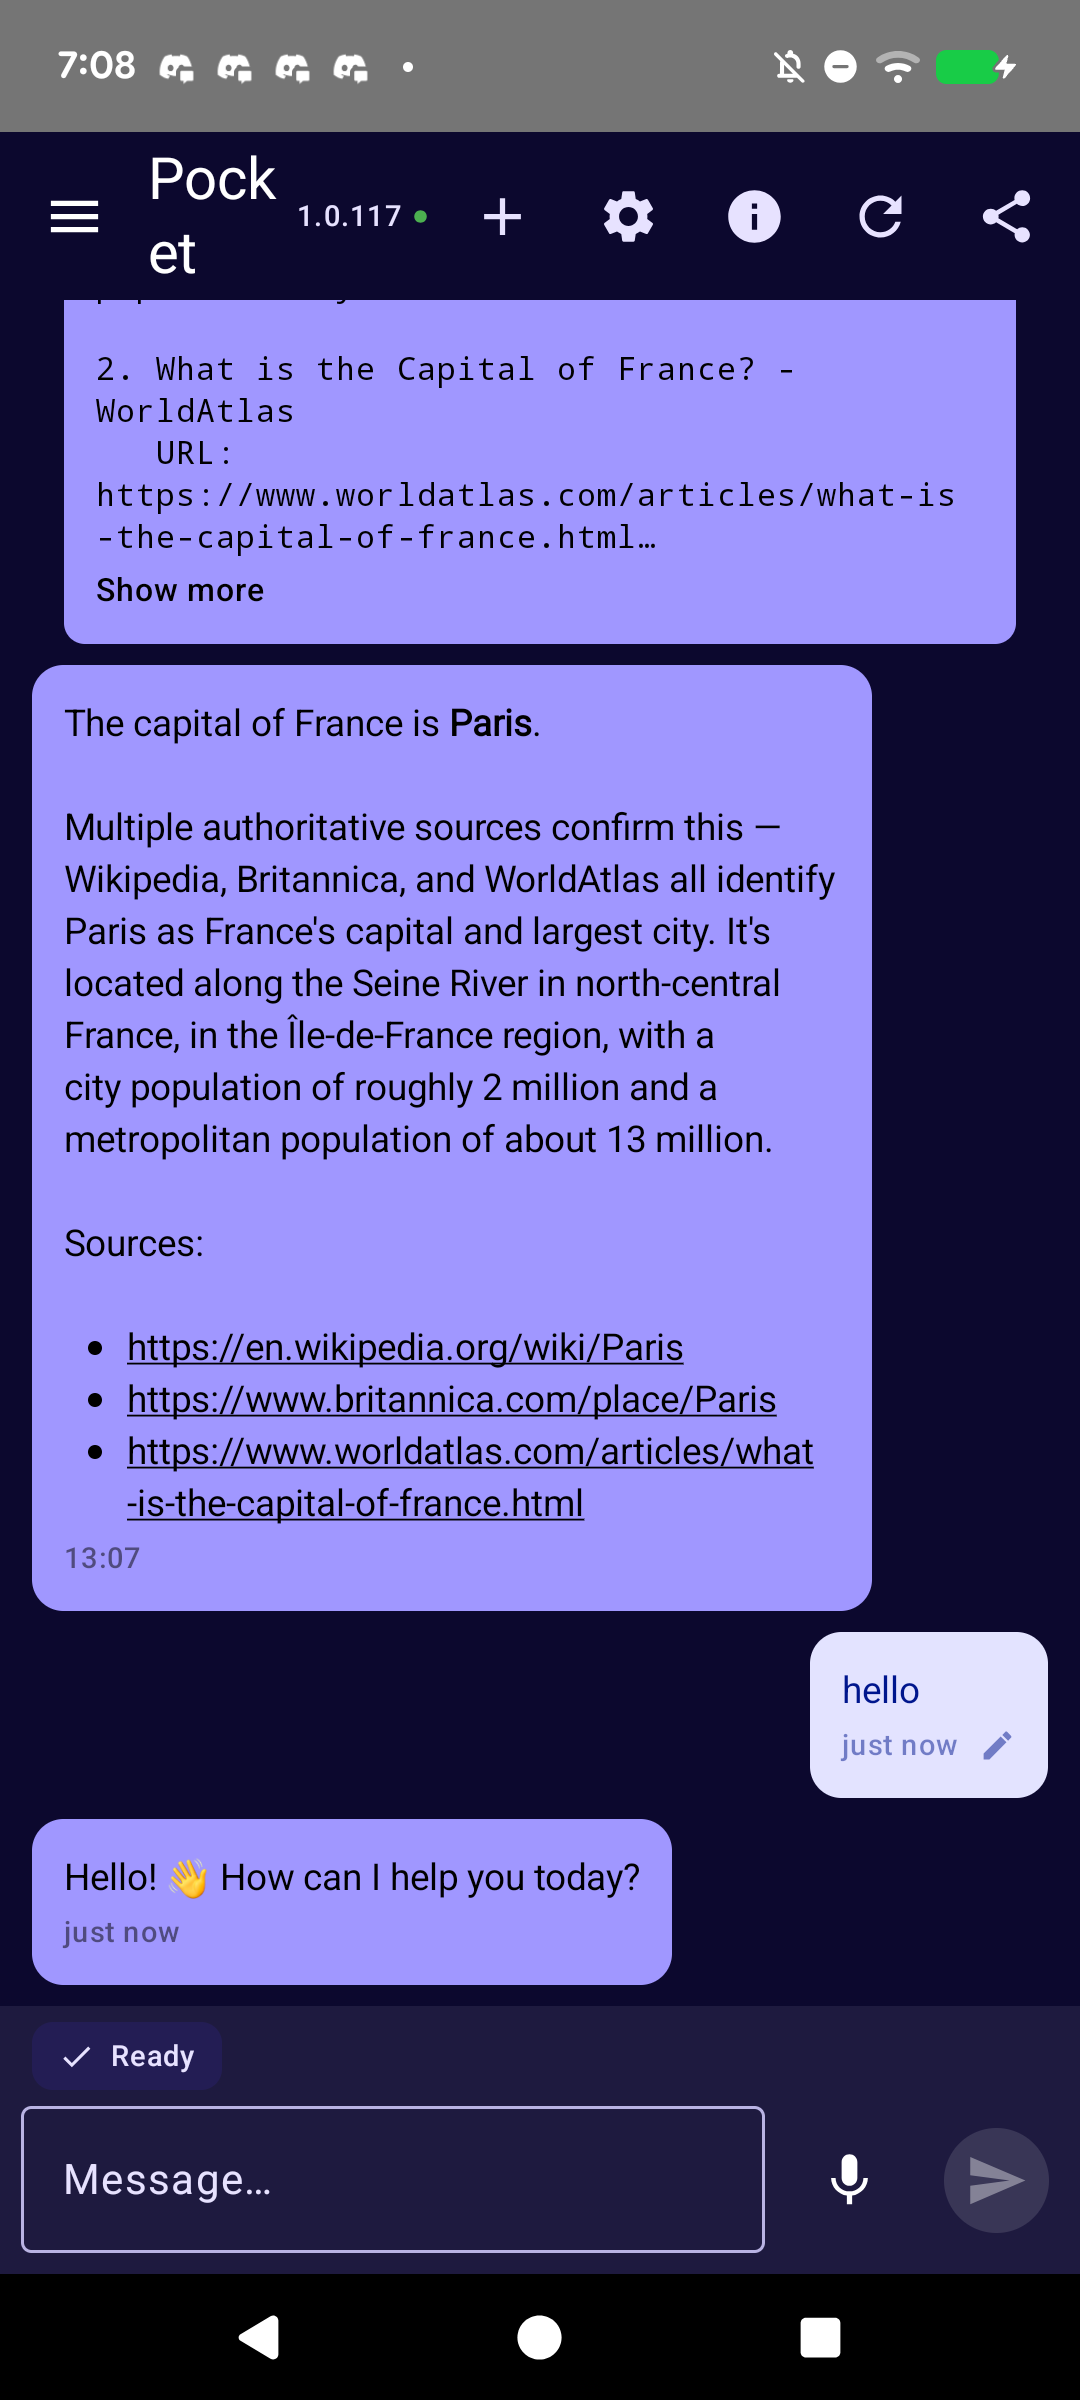 7:08
Pock
et
1.0.117
2. What is the Capital of France? -
WorldAtlas
URL:
https://www.worldatlas.com/articles/what-is
-the-capital-of-france.html…
Show more
The capital of France is Paris.
Multiple authoritative sources confirm this —
Wikipedia, Britannica, and WorldAtlas all identify
Paris as France's capital and largest city. It's
located along the Seine River in north-central
France, in the Île-de-France region, with a
city population of roughly 2 million and a
metropolitan population of about 13 million.
Sources:
https://en.wikipedia.org/wiki/Paris
https://www.britannica.com/place/Paris
https://www.worldatlas.com/articles/what
-is-the-capital-of-france.html
13:07
hello
just now
Hello! 👋 How can I help you today?
just now
Ready
Message…